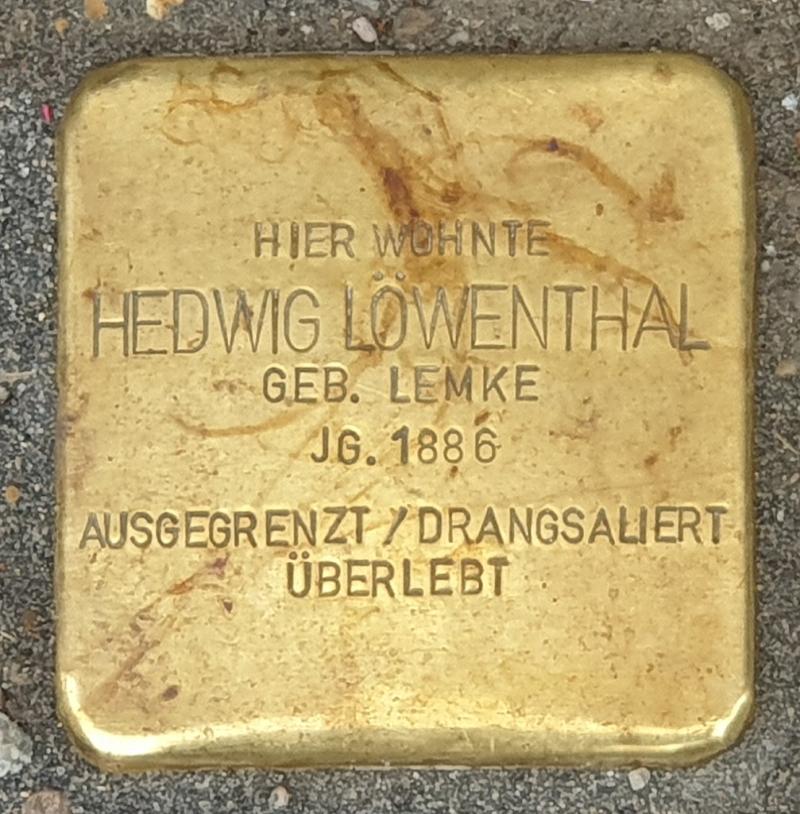 HIER WOHNTE
HEDWIG LÖWENTHAL
GEB. LEMKE
JG. 1886
AUSGEGRENZT / DRANGSALIERT
ÜBERLEBT